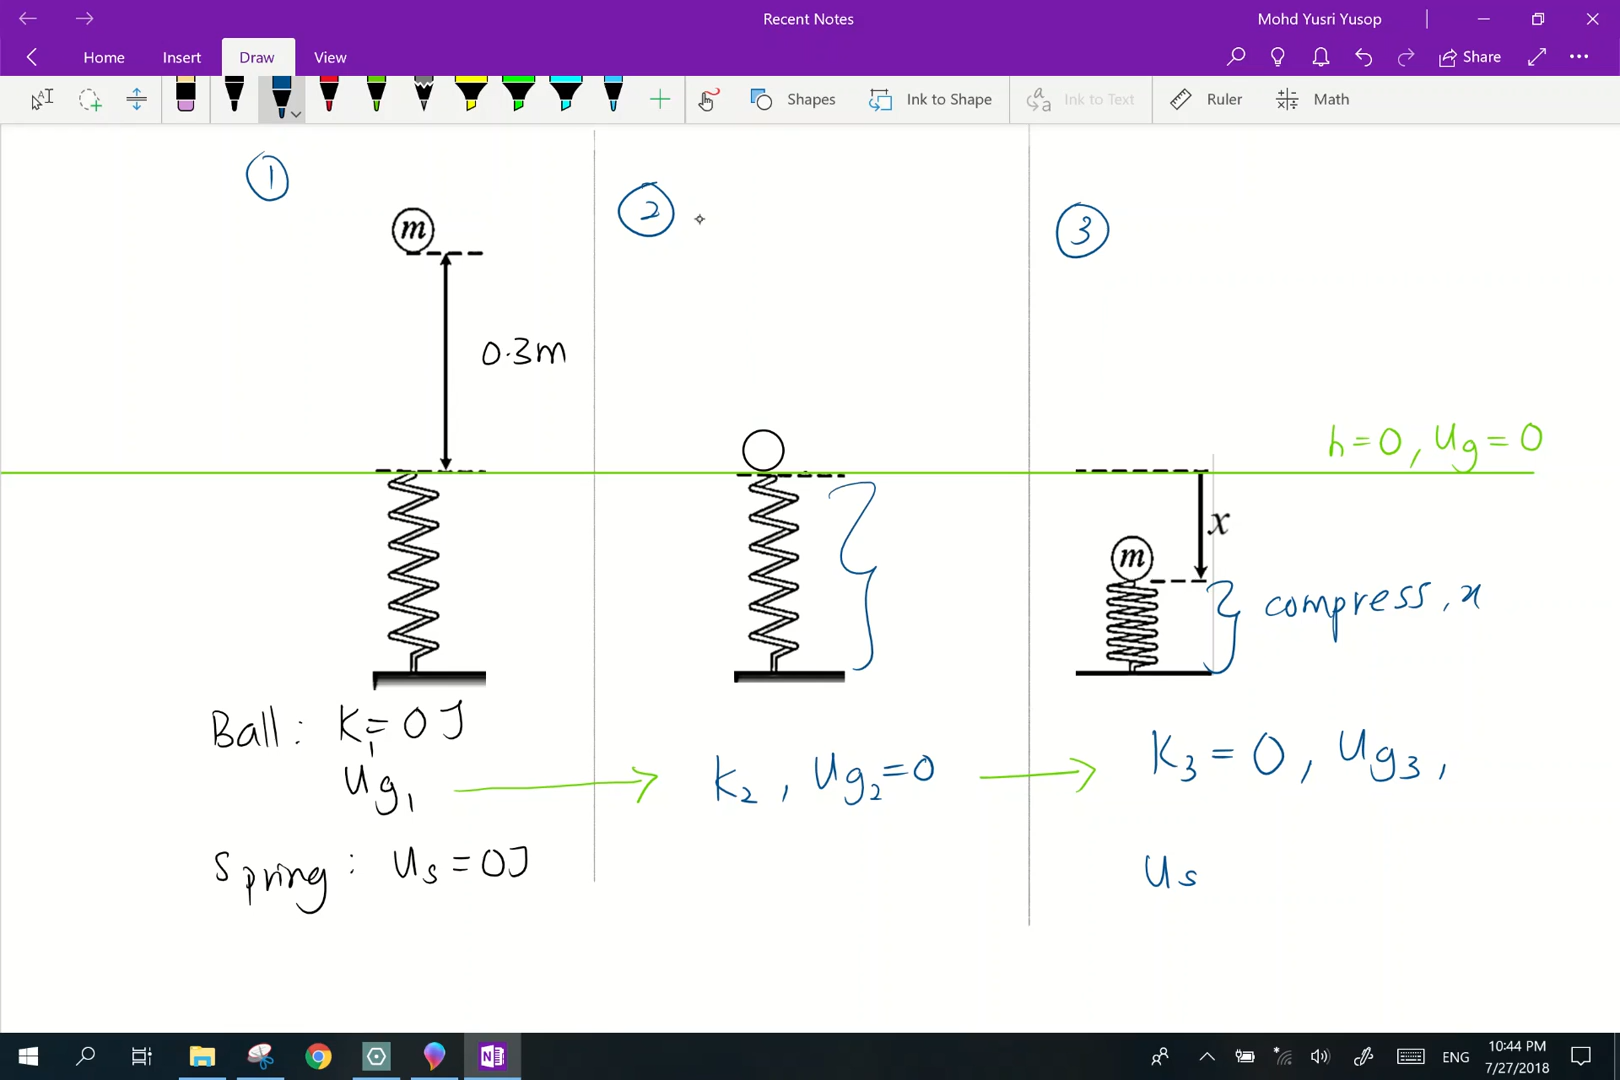 Recent Notes
Mohd Yusri Yusop
Home
Insert
Draw
View
Share
Shapes
Ink to Shape
Ink to Text
Ruler
Math
1
2
3
m
0.3m
h=0, Ug=0
x
m
compress, x
Ball: K₁=0J
Ug₁
K₂, Ug₂=0
K₃=0, Ug₃,
Spring: Us=0J
Us
ENG
10:44 PM
7/27/2018